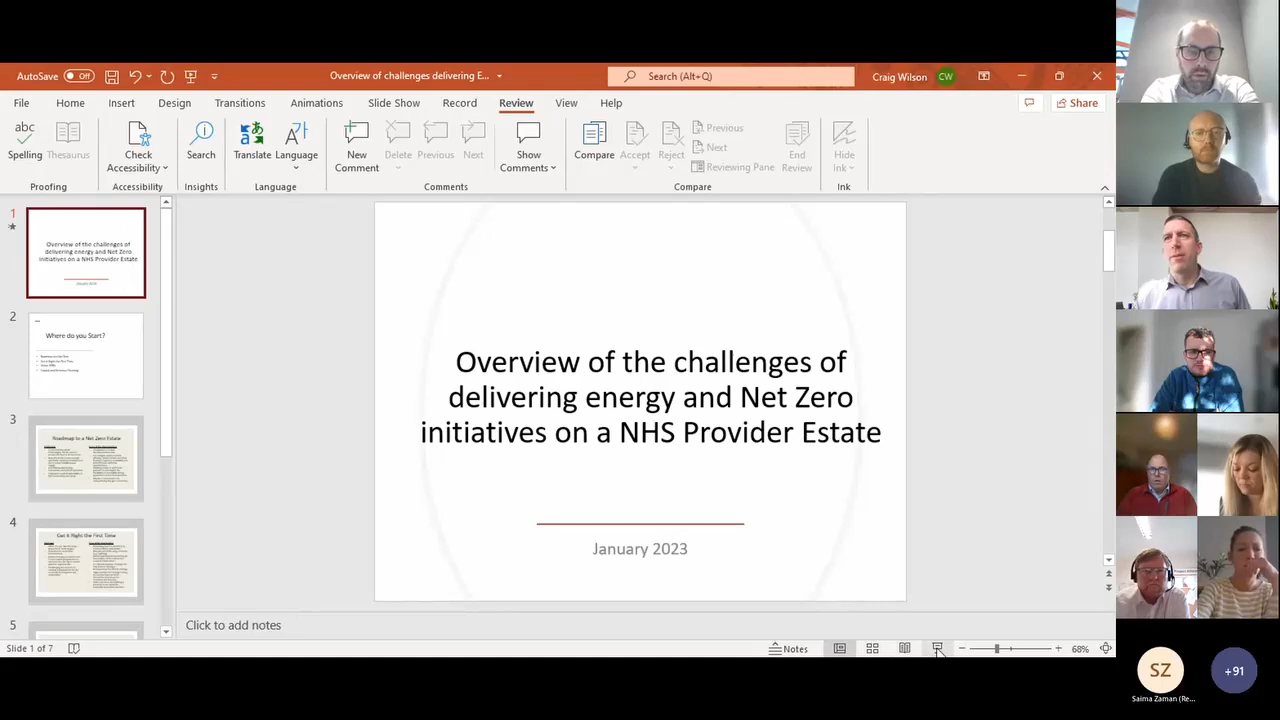 AutoSave Off
Overview of challenges delivering E...
Search (Alt+Q)
Craig Wilson CW
File Home Insert Design Transitions Animations Slide Show Record Review View Help
Share
abc
Spelling
Thesaurus
Proofing
Check
Accessibility
Accessibility
Search
Insights
Translate
Language
Language
New
Comment
Delete
Previous
Next
Show
Comments
Comments
Compare
Accept
Reject
Previous
Next
Reviewing Pane
End
Review
Compare
Hide
Ink
Ink
1
Overview of the challenges of
delivering energy and Net Zero
initiatives on a NHS Provider Estate
2
Where do you Start?
3
Roadmap to a Net Zero Estate
4
Get it Right the First Time
5
Overview of the challenges of
delivering energy and Net Zero
initiatives on a NHS Provider Estate
January 2023
Click to add notes
Slide 1 of 7
Notes
68%
SZ
Saima Zaman (Re...
+91